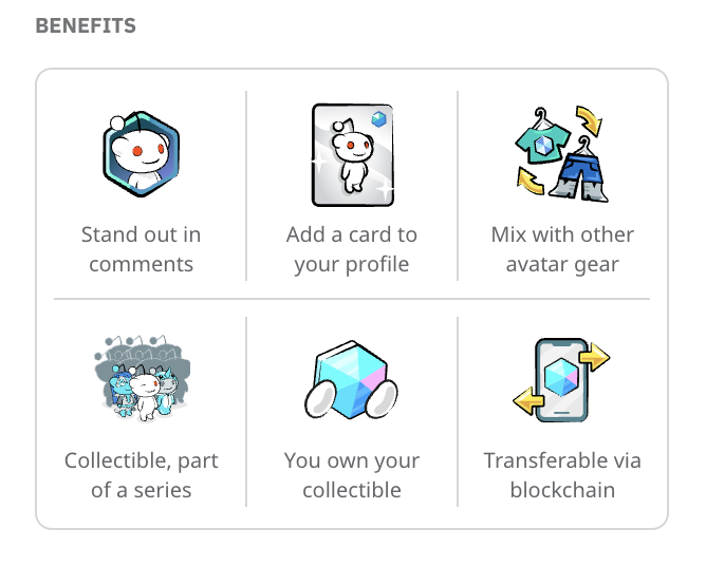 BENEFITS
Stand out in
comments
Add a card to
your profile
Mix with other
avatar gear
Collectible, part
of a series
You own your
collectible
Transferable via
blockchain